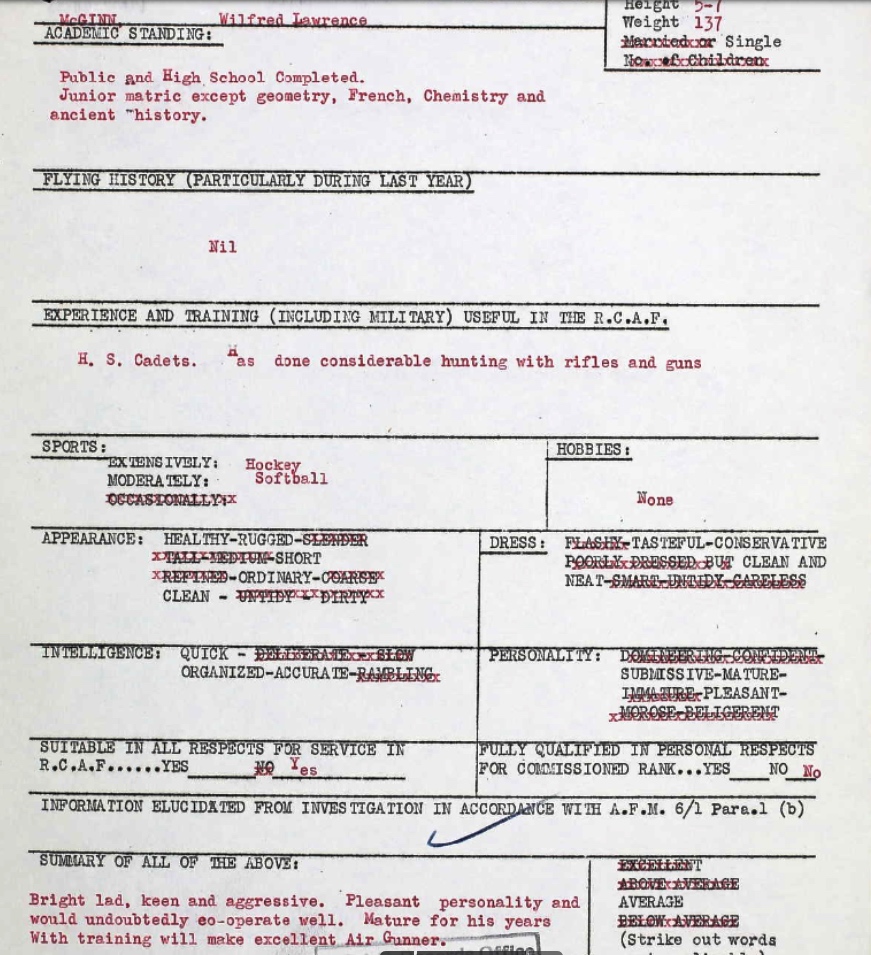 McGINN Wilfred Lawrence
Height 5-7
Weight 137
Married or Single
No. of Children
ACADEMIC STANDING:
Public and High School Completed.
Junior matric except geometry, French, Chemistry and
ancient history.
FLYING HISTORY (PARTICULARLY DURING LAST YEAR)
Nil
EXPERIENCE AND TRAINING (INCLUDING MILITARY) USEFUL IN THE R.C.A.F.
H. S. Cadets. Has done considerable hunting with rifles and guns
SPORTS:
EXTENSIVELY: Hockey
MODERATELY: Softball
OCCASIONALLY:
HOBBIES:
None
APPEARANCE: HEALTHY-RUGGED-SLENDER
TALL-MEDIUM-SHORT
REFINED-ORDINARY-COARSE
CLEAN - UNTIDY - DIRTY
DRESS: FLASHY-TASTEFUL-CONSERVATIVE
POORLY DRESSED BUT CLEAN AND
NEAT-SMART-UNTIDY-CARELESS
INTELLIGENCE: QUICK - DELIBERATE - SLOW
ORGANIZED-ACCURATE-RAMBLING
PERSONALITY: DOMINEERING-CONFIDENT-
SUBMISSIVE-MATURE-
IMMATURE-PLEASANT-
MOROSE-BELIGERENT
SUITABLE IN ALL RESPECTS FOR SERVICE IN
R.C.A.F......YES NO Yes
FULLY QUALIFIED IN PERSONAL RESPECTS
FOR COMMISSIONED RANK...YES NO No
INFORMATION ELUCIDATED FROM INVESTIGATION IN ACCORDANCE WITH A.F.M. 6/1 Para.1 (b)
SUMMARY OF ALL OF THE ABOVE:
Bright lad, keen and aggressive. Pleasant personality and
would undoubtedly co-operate well. Mature for his years
With training will make excellent Air Gunner.
EXCELLENT
ABOVE AVERAGE
AVERAGE
BELOW AVERAGE
(Strike out words
Office